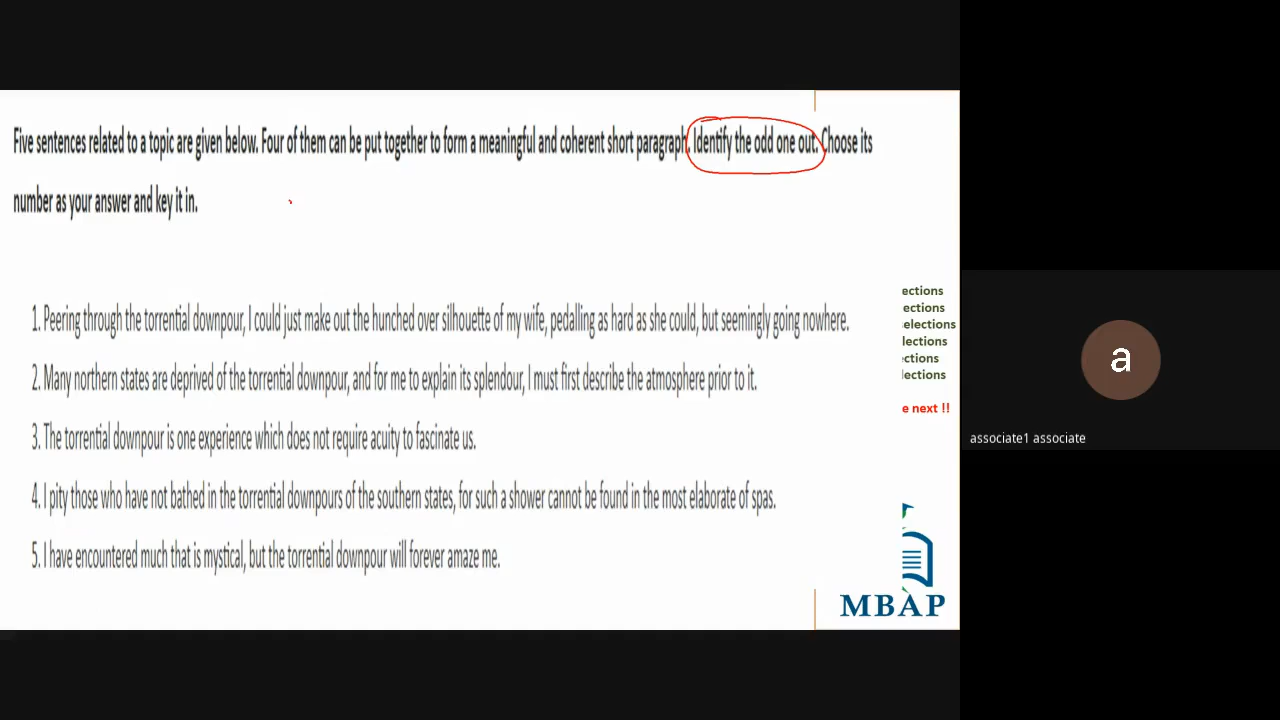 Five sentences related to a topic are given below. Four of them can be put together to form a meaningful and coherent short paragraph. Identify the odd one out. Choose its
number as your answer and key it in.
1. Peering through the torrential downpour, I could just make out the hunched over silhouette of my wife, pedalling as hard as she could, but seemingly going nowhere.
2. Many northern states are deprived of the torrential downpour, and for me to explain its splendour, I must first describe the atmosphere prior to it.
3. The torrential downpour is one experience which does not require acuity to fascinate us.
4. I pity those who have not bathed in the torrential downpours of the southern states, for such a shower cannot be found in the most elaborate of spas.
5. I have encountered much that is mystical, but the torrential downpour will forever amaze me.
ections
ections
elections
lections
ctions
lections
e next !!
MBAP
a
associate1 associate